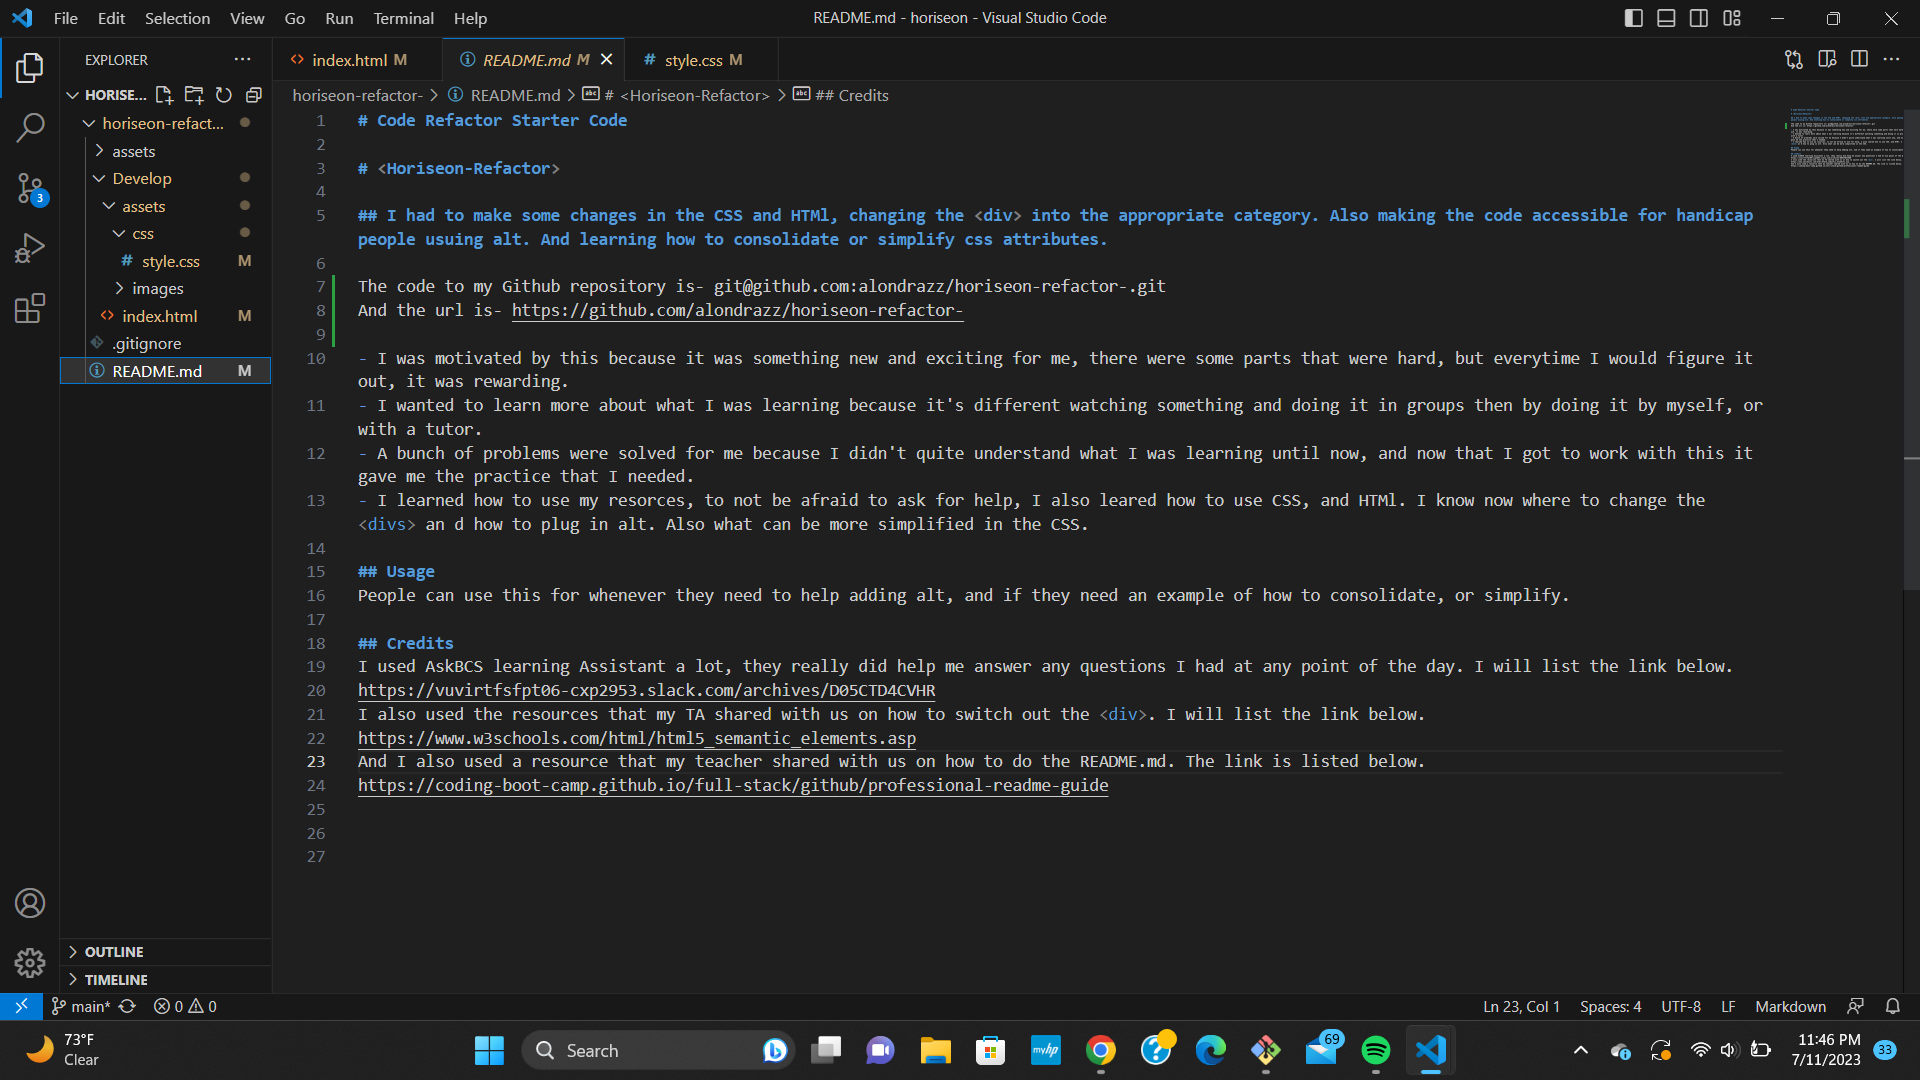 File Edit Selection View Go Run Terminal Help
README.md - horiseon - Visual Studio Code
EXPLORER
index.html M
README.md M
# style.css M
HORISE...
horiseon-refactor- > README.md > # <Horiseon-Refactor> > ## Credits
horiseon-refact...
assets
Develop
assets
css
# style.css M
images
index.html M
.gitignore
README.md M
3
1 # Code Refactor Starter Code
2
3 # <Horiseon-Refactor>
4
5 ## I had to make some changes in the CSS and HTMl, changing the <div> into the appropriate category. Also making the code accessible for handicap
people usuing alt. And learning how to consolidate or simplify css attributes.
6
7 The code to my Github repository is- git@github.com:alondrazz/horiseon-refactor-.git
8 And the url is- https://github.com/alondrazz/horiseon-refactor-
9
10 - I was motivated by this because it was something new and exciting for me, there were some parts that were hard, but everytime I would figure it
out, it was rewarding.
11 - I wanted to learn more about what I was learning because it's different watching something and doing it in groups then by doing it by myself, or
with a tutor.
12 - A bunch of problems were solved for me because I didn't quite understand what I was learning until now, and now that I got to work with this it
gave me the practice that I needed.
13 - I learned how to use my resorces, to not be afraid to ask for help, I also leared how to use CSS, and HTMl. I know now where to change the
<divs> an d how to plug in alt. Also what can be more simplified in the CSS.
14
15 ## Usage
16 People can use this for whenever they need to help adding alt, and if they need an example of how to consolidate, or simplify.
17
18 ## Credits
19 I used AskBCS learning Assistant a lot, they really did help me answer any questions I had at any point of the day. I will list the link below.
20 https://vuvirtfsfpt06-cxp2953.slack.com/archives/D05CTD4CVHR
21 I also used the resources that my TA shared with us on how to switch out the <div>. I will list the link below.
22 https://www.w3schools.com/html/html5_semantic_elements.asp
23 And I also used a resource that my teacher shared with us on how to do the README.md. The link is listed below.
24 https://coding-boot-camp.github.io/full-stack/github/professional-readme-guide
25
26
27
OUTLINE
TIMELINE
main* 0 0
Ln 23, Col 1 Spaces: 4 UTF-8 LF Markdown
73°F
Clear
Search
myhp
69
11:46 PM
7/11/2023
33